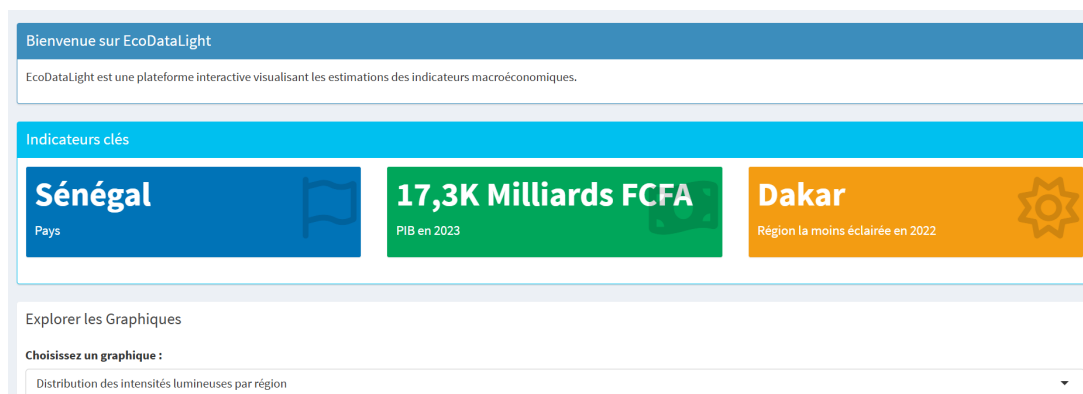 Bienvenue sur EcoDataLight
EcoDataLight est une plateforme interactive visualisant les estimations des indicateurs macroéconomiques.
Indicateurs clés
Sénégal
Pays
17,3K Milliards FCFA
PIB en 2023
Dakar
Région la moins éclairée en 2022
Explorer les Graphiques
Choisissez un graphique :
Distribution des intensités lumineuses par région